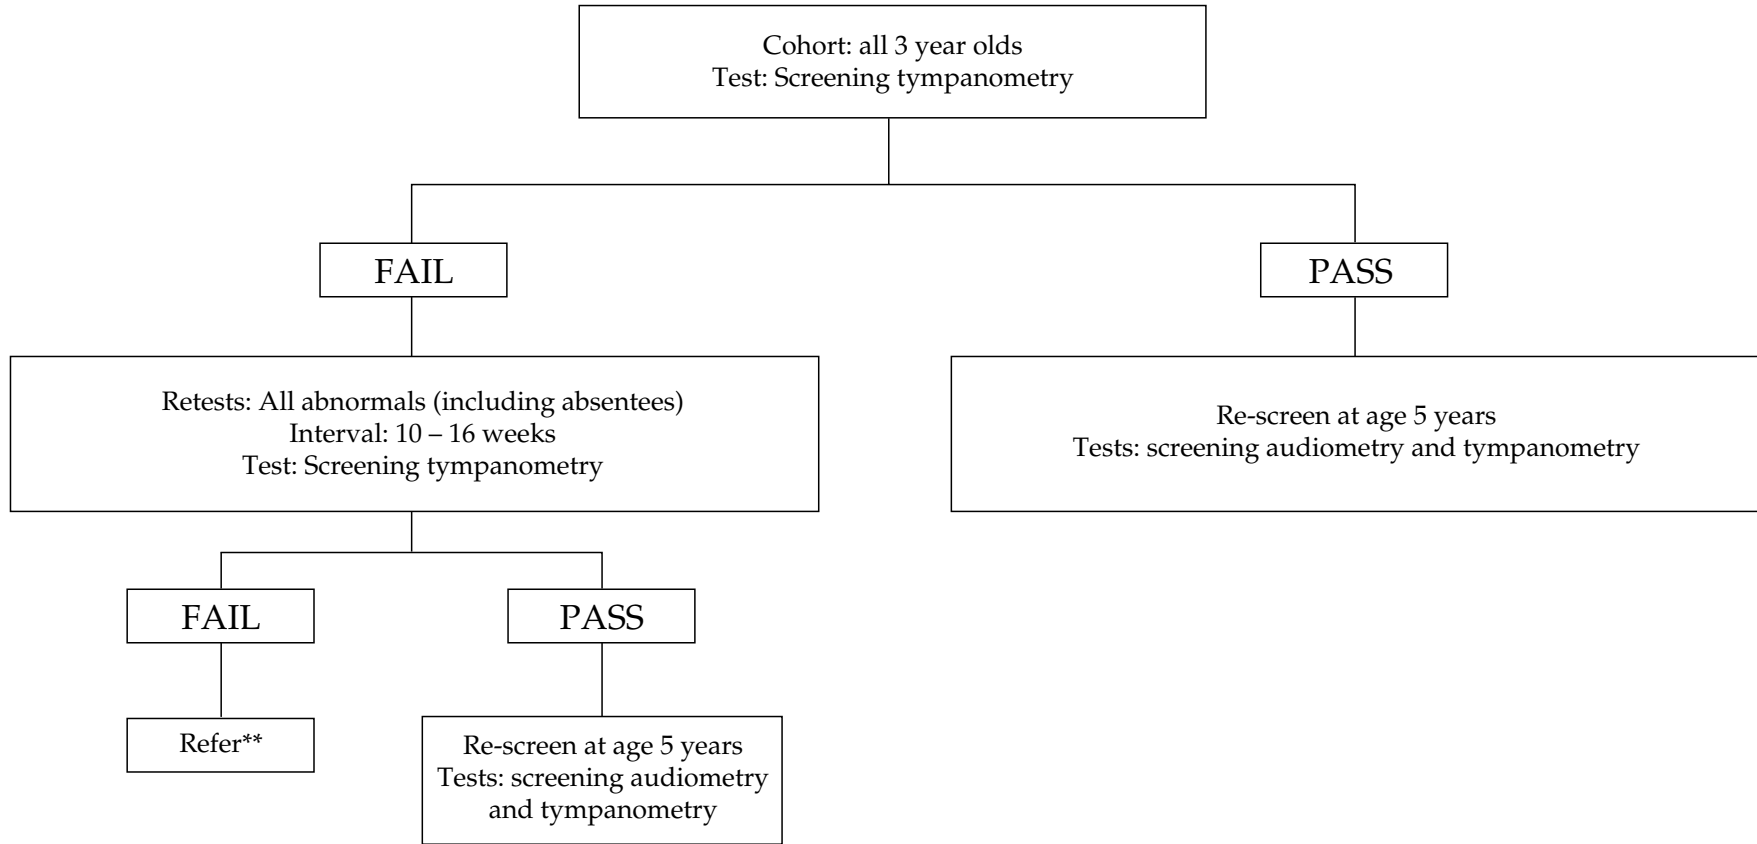 Cohort: all 3 year olds
Test: Screening tympanometry
FAIL
PASS
Retests: All abnormals (including absentees)
Interval: 10 – 16 weeks
Test: Screening tympanometry
Re-screen at age 5 years
Tests: screening audiometry and tympanometry
FAIL
PASS
Refer**
Re-screen at age 5 years
Tests: screening audiometry
and tympanometry